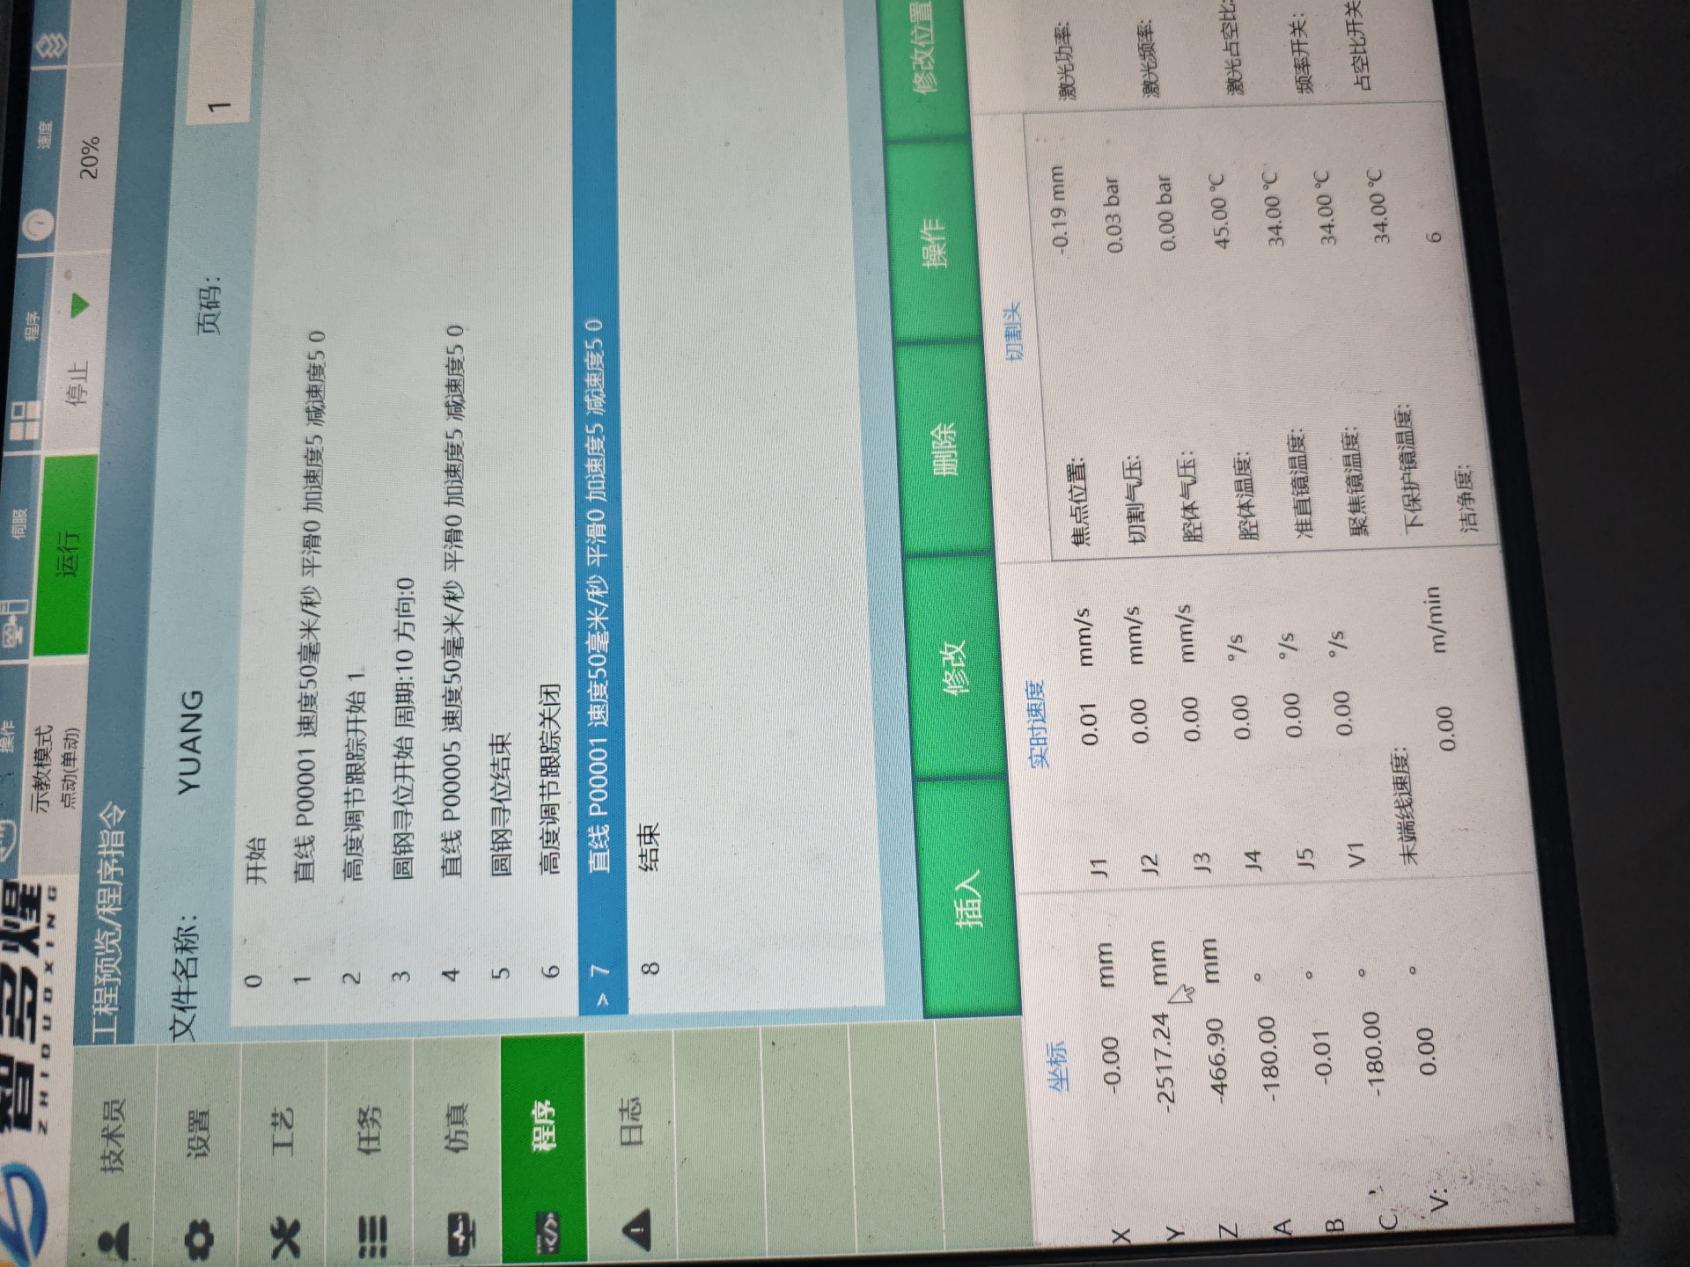 智多煋
ZHIDUOXING
操作
伺服
程序
速度
示教模式
点动(单动)
运行
停止
20%
工程预览/程序指令
技术员
设置
工艺
任务
仿真
程序
日志
文件名称: YUANG 页码: 1
0 开始
1 直线 P00001 速度50毫米/秒 平滑0 加速度5 减速度5 0
2 高度调节跟踪开始 1
3 圆钢寻位开始 周期:10 方向:0
4 直线 P00005 速度50毫米/秒 平滑0 加速度5 减速度5 0
5 圆钢寻位结束
6 高度调节跟踪关闭
> 7 直线 P00001 速度50毫米/秒 平滑0 加速度5 减速度5 0
8 结束
插入 修改 删除 操作 修改位置
坐标
X -0.00 mm
Y -2517.24 mm
Z -466.90 mm
A -180.00 °
B -0.01 °
C -180.00 °
V: 0.00 °
实时速度
J1 0.01 mm/s
J2 0.00 mm/s
J3 0.00 mm/s
J4 0.00 °/s
J5 0.00 °/s
V1 0.00 °/s
末端线速度:
0.00 m/min
切割头
焦点位置: -0.19 mm
切割气压: 0.03 bar
腔体气压: 0.00 bar
腔体温度: 45.00 ℃
准直镜温度: 34.00 ℃
聚焦镜温度: 34.00 ℃
下保护镜温度: 34.00 ℃
洁净度: 6
激光功率:
激光频率:
激光占空比:
频率开关:
占空比开关